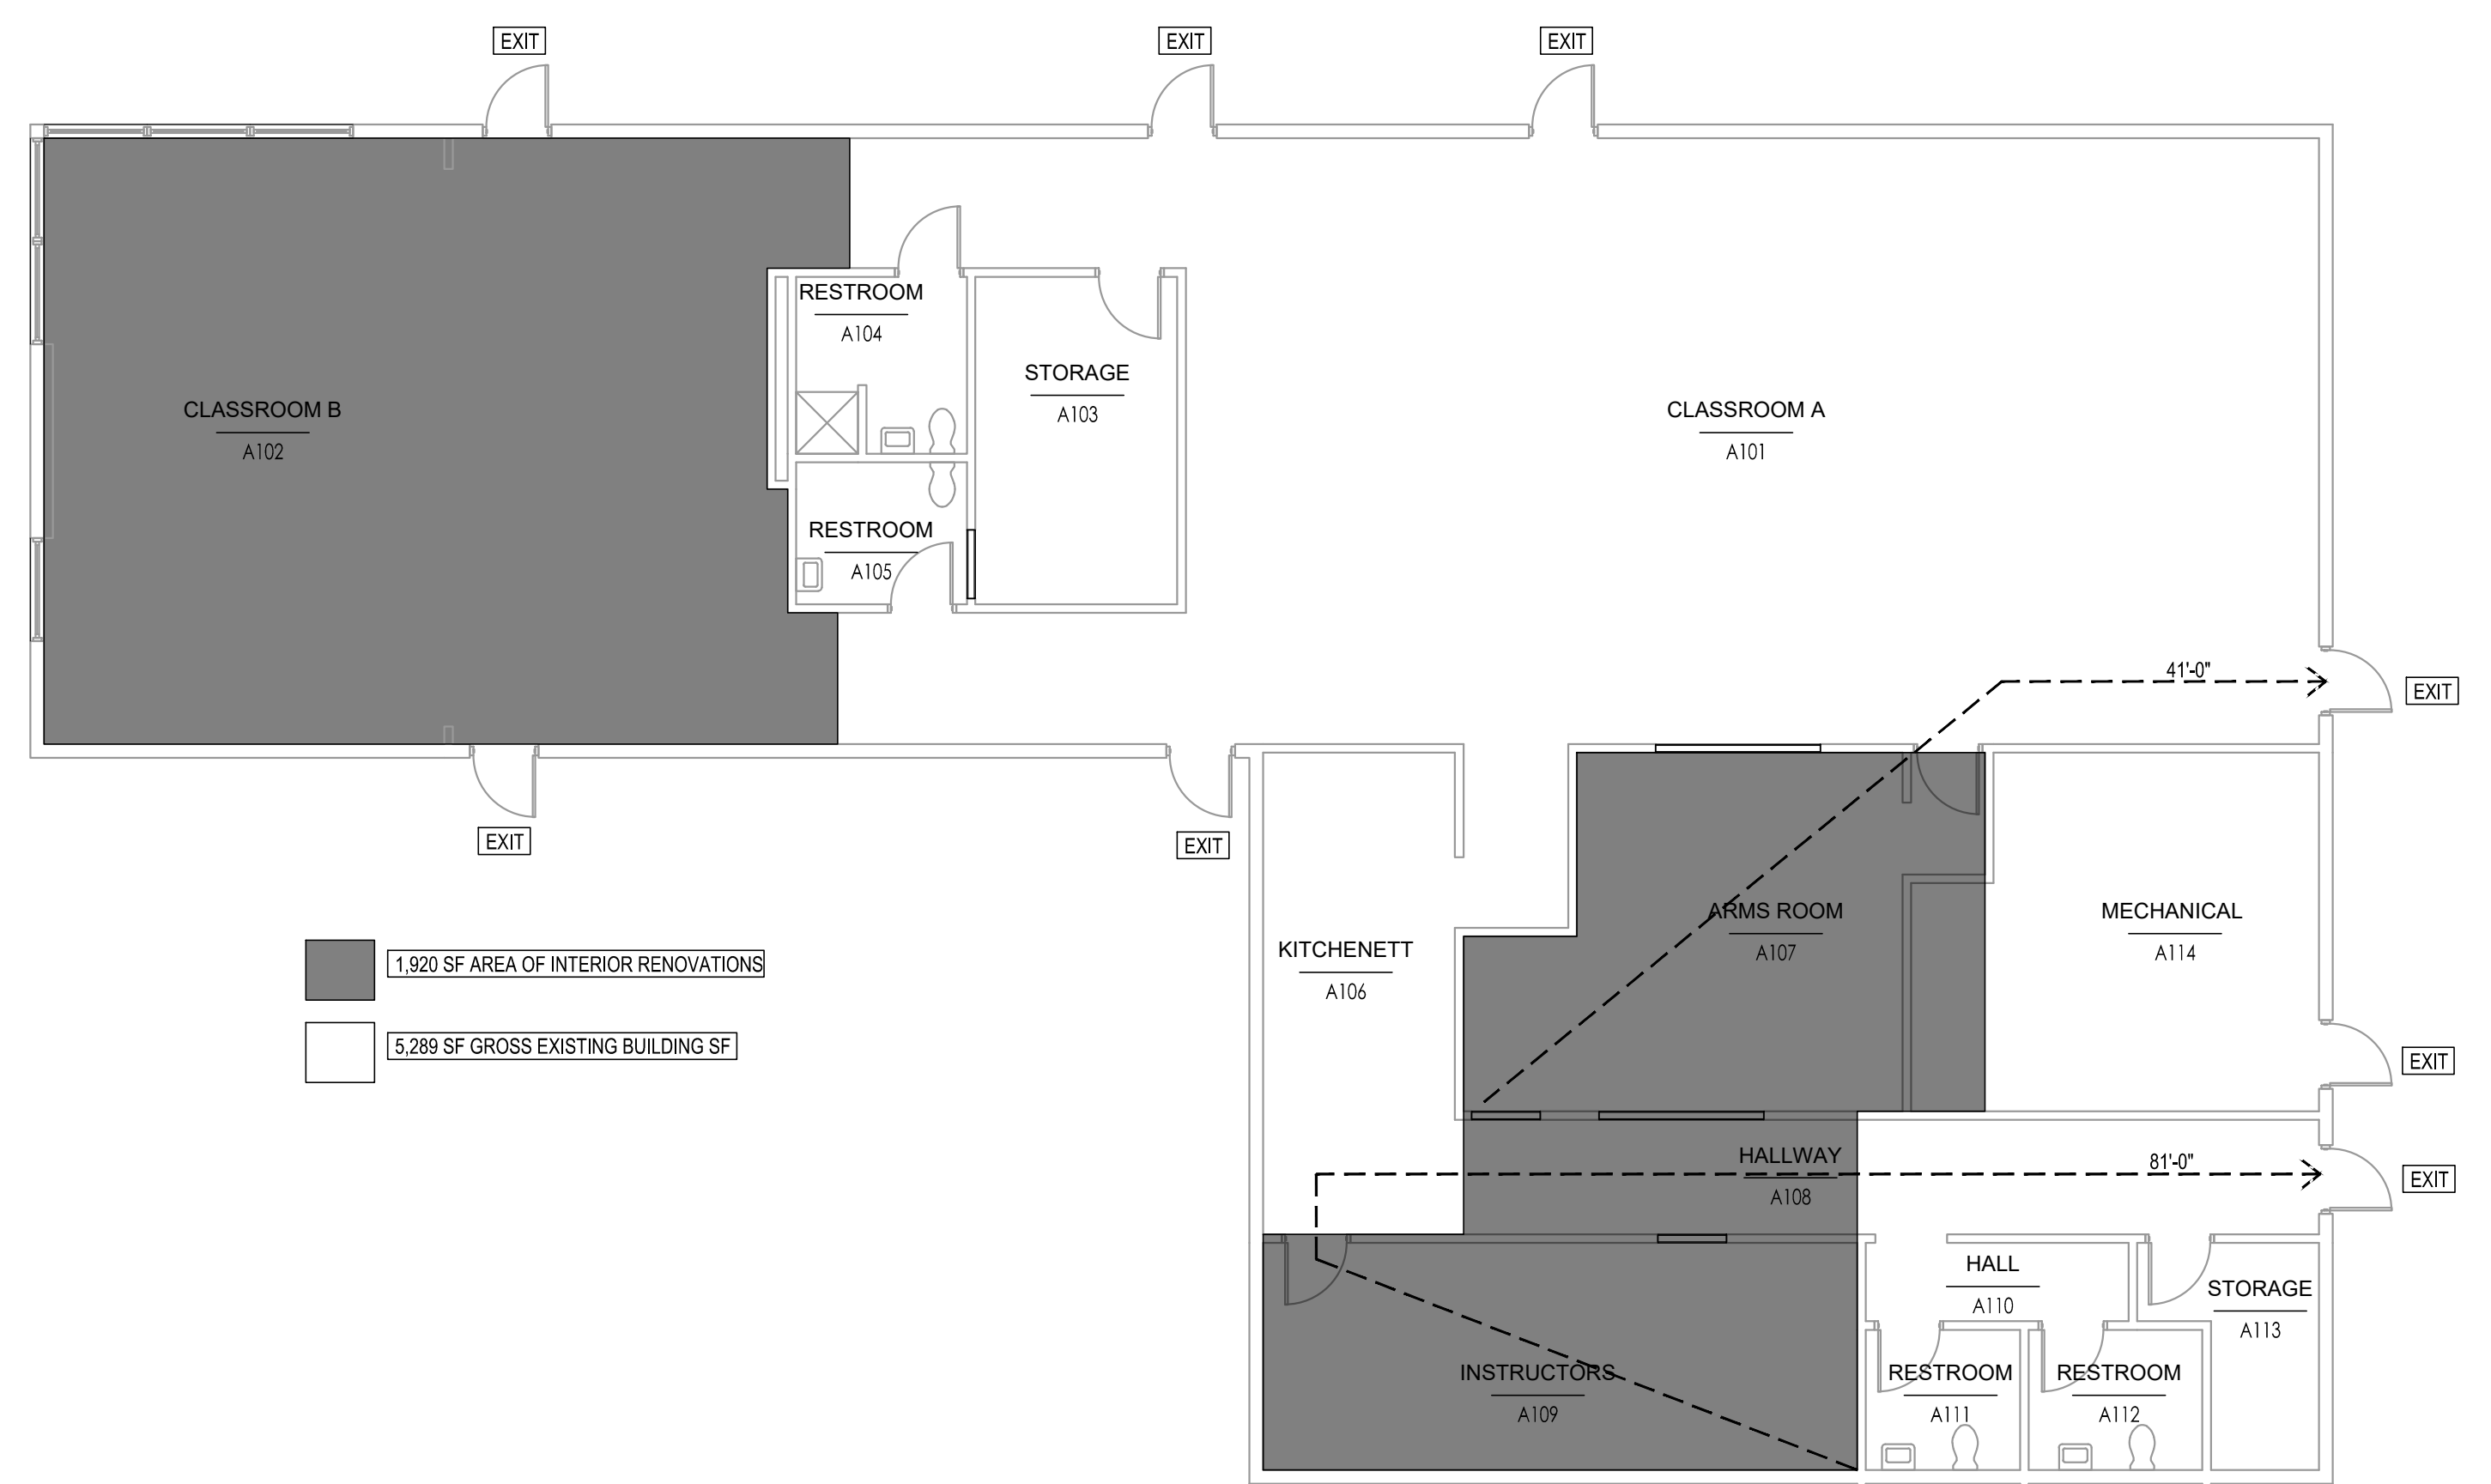 EXIT
EXIT
EXIT
RESTROOM
A104
STORAGE
A103
CLASSROOM B
A102
CLASSROOM A
A101
RESTROOM
A105
41'-0"
EXIT
EXIT
EXIT
ARMS ROOM
A107
MECHANICAL
A114
KITCHENETT
A106
1,920 SF AREA OF INTERIOR RENOVATIONS
5,289 SF GROSS EXISTING BUILDING SF
EXIT
HALLWAY
A108
81'-0"
EXIT
HALL
A110
STORAGE
A113
INSTRUCTORS
A109
RESTROOM
A111
RESTROOM
A112